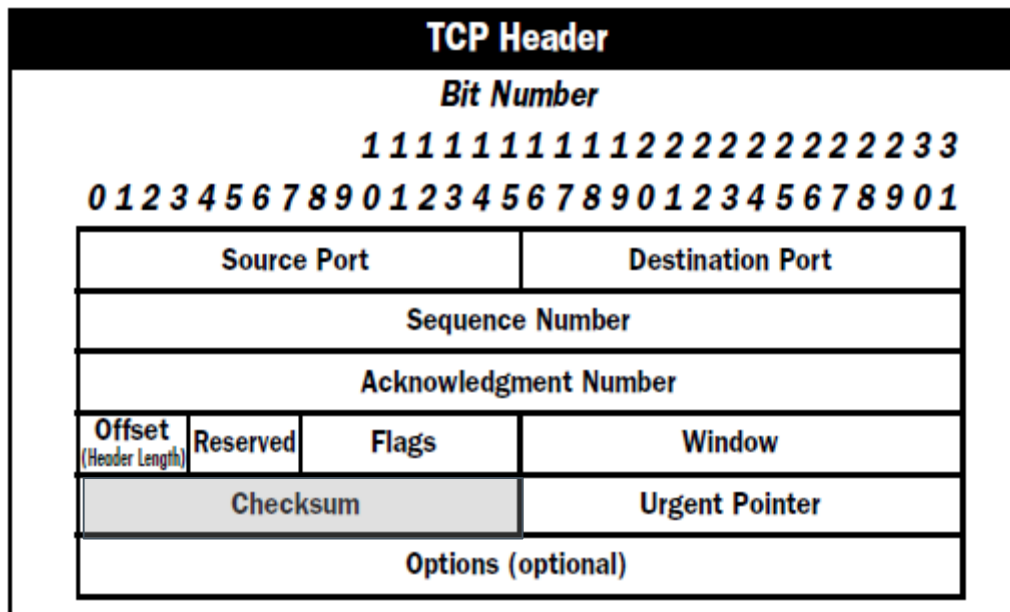 TCP Header
Bit Number
1 1 1 1 1 1 1 1 1 1 2 2 2 2 2 2 2 2 2 2 3 3
0 1 2 3 4 5 6 7 8 9 0 1 2 3 4 5 6 7 8 9 0 1 2 3 4 5 6 7 8 9 0 1
Source Port Destination Port
Sequence Number
Acknowledgment Number
Offset
(Header Length) Reserved Flags Window
Checksum Urgent Pointer
Options (optional)